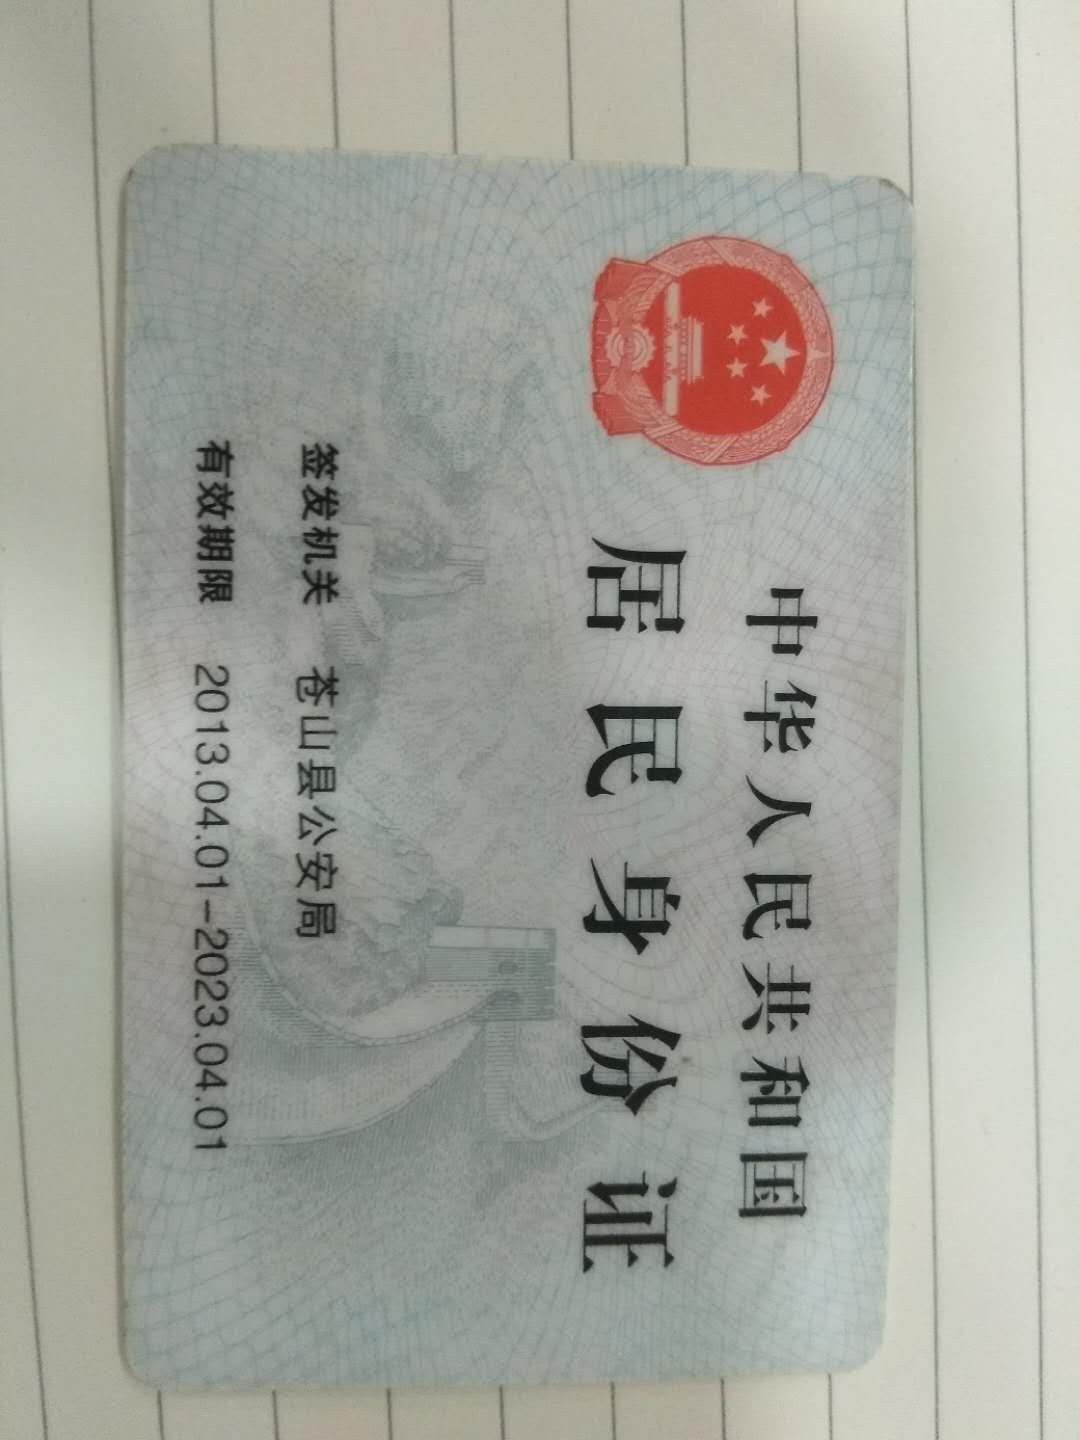 中华人民共和国
居民身份证
签发机关 苍山县公安局
有效期限 2013.04.01-2023.04.01